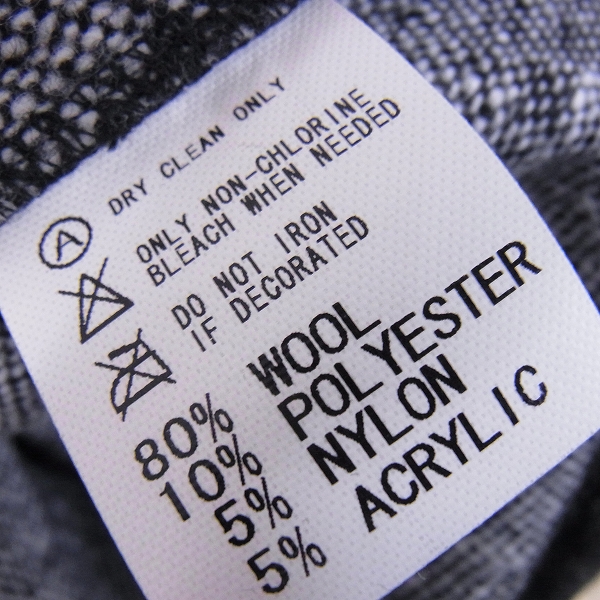 A DRY CLEAN ONLY
ONLY NON-CHLORINE
BLEACH WHEN NEEDED
DO NOT IRON
IF DECORATED
80% WOOL
10% POLYESTER
5% NYLON
5% ACRYLIC